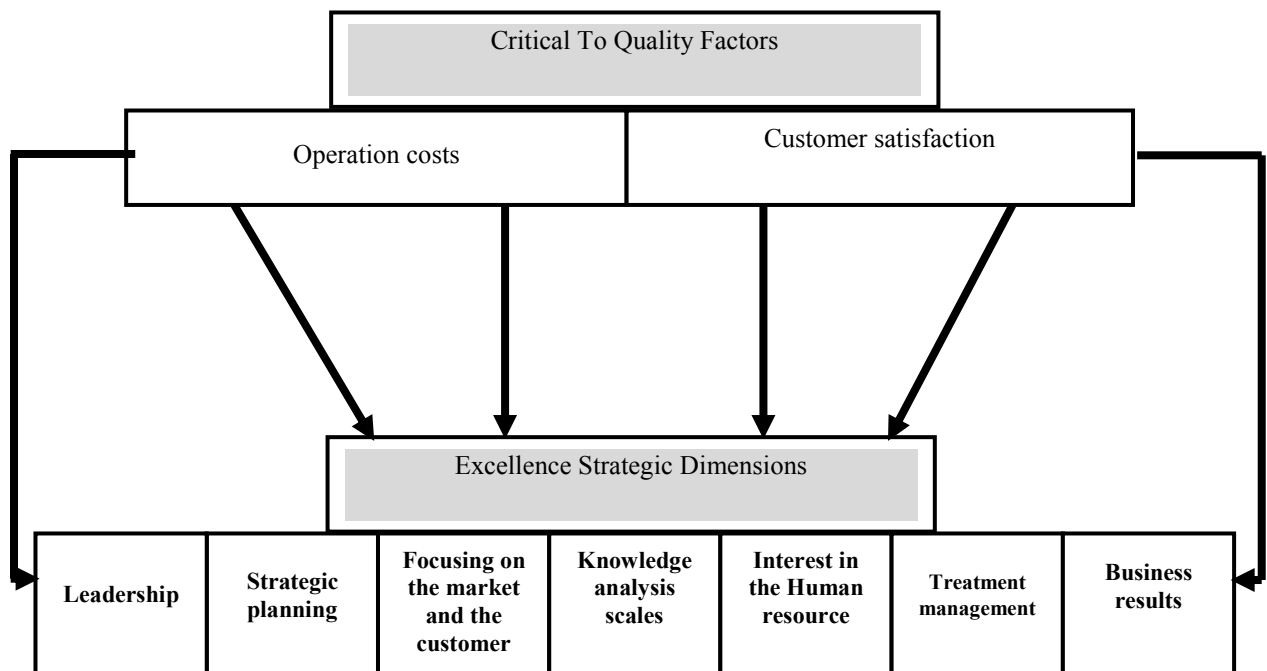 Critical To Quality Factors
Operation costs
Customer satisfaction
Excellence Strategic Dimensions
Leadership
Strategic
planning
Focusing on
the market
and the
customer
Knowledge
analysis
scales
Interest in
the Human
resource
Treatment
management
Business
results